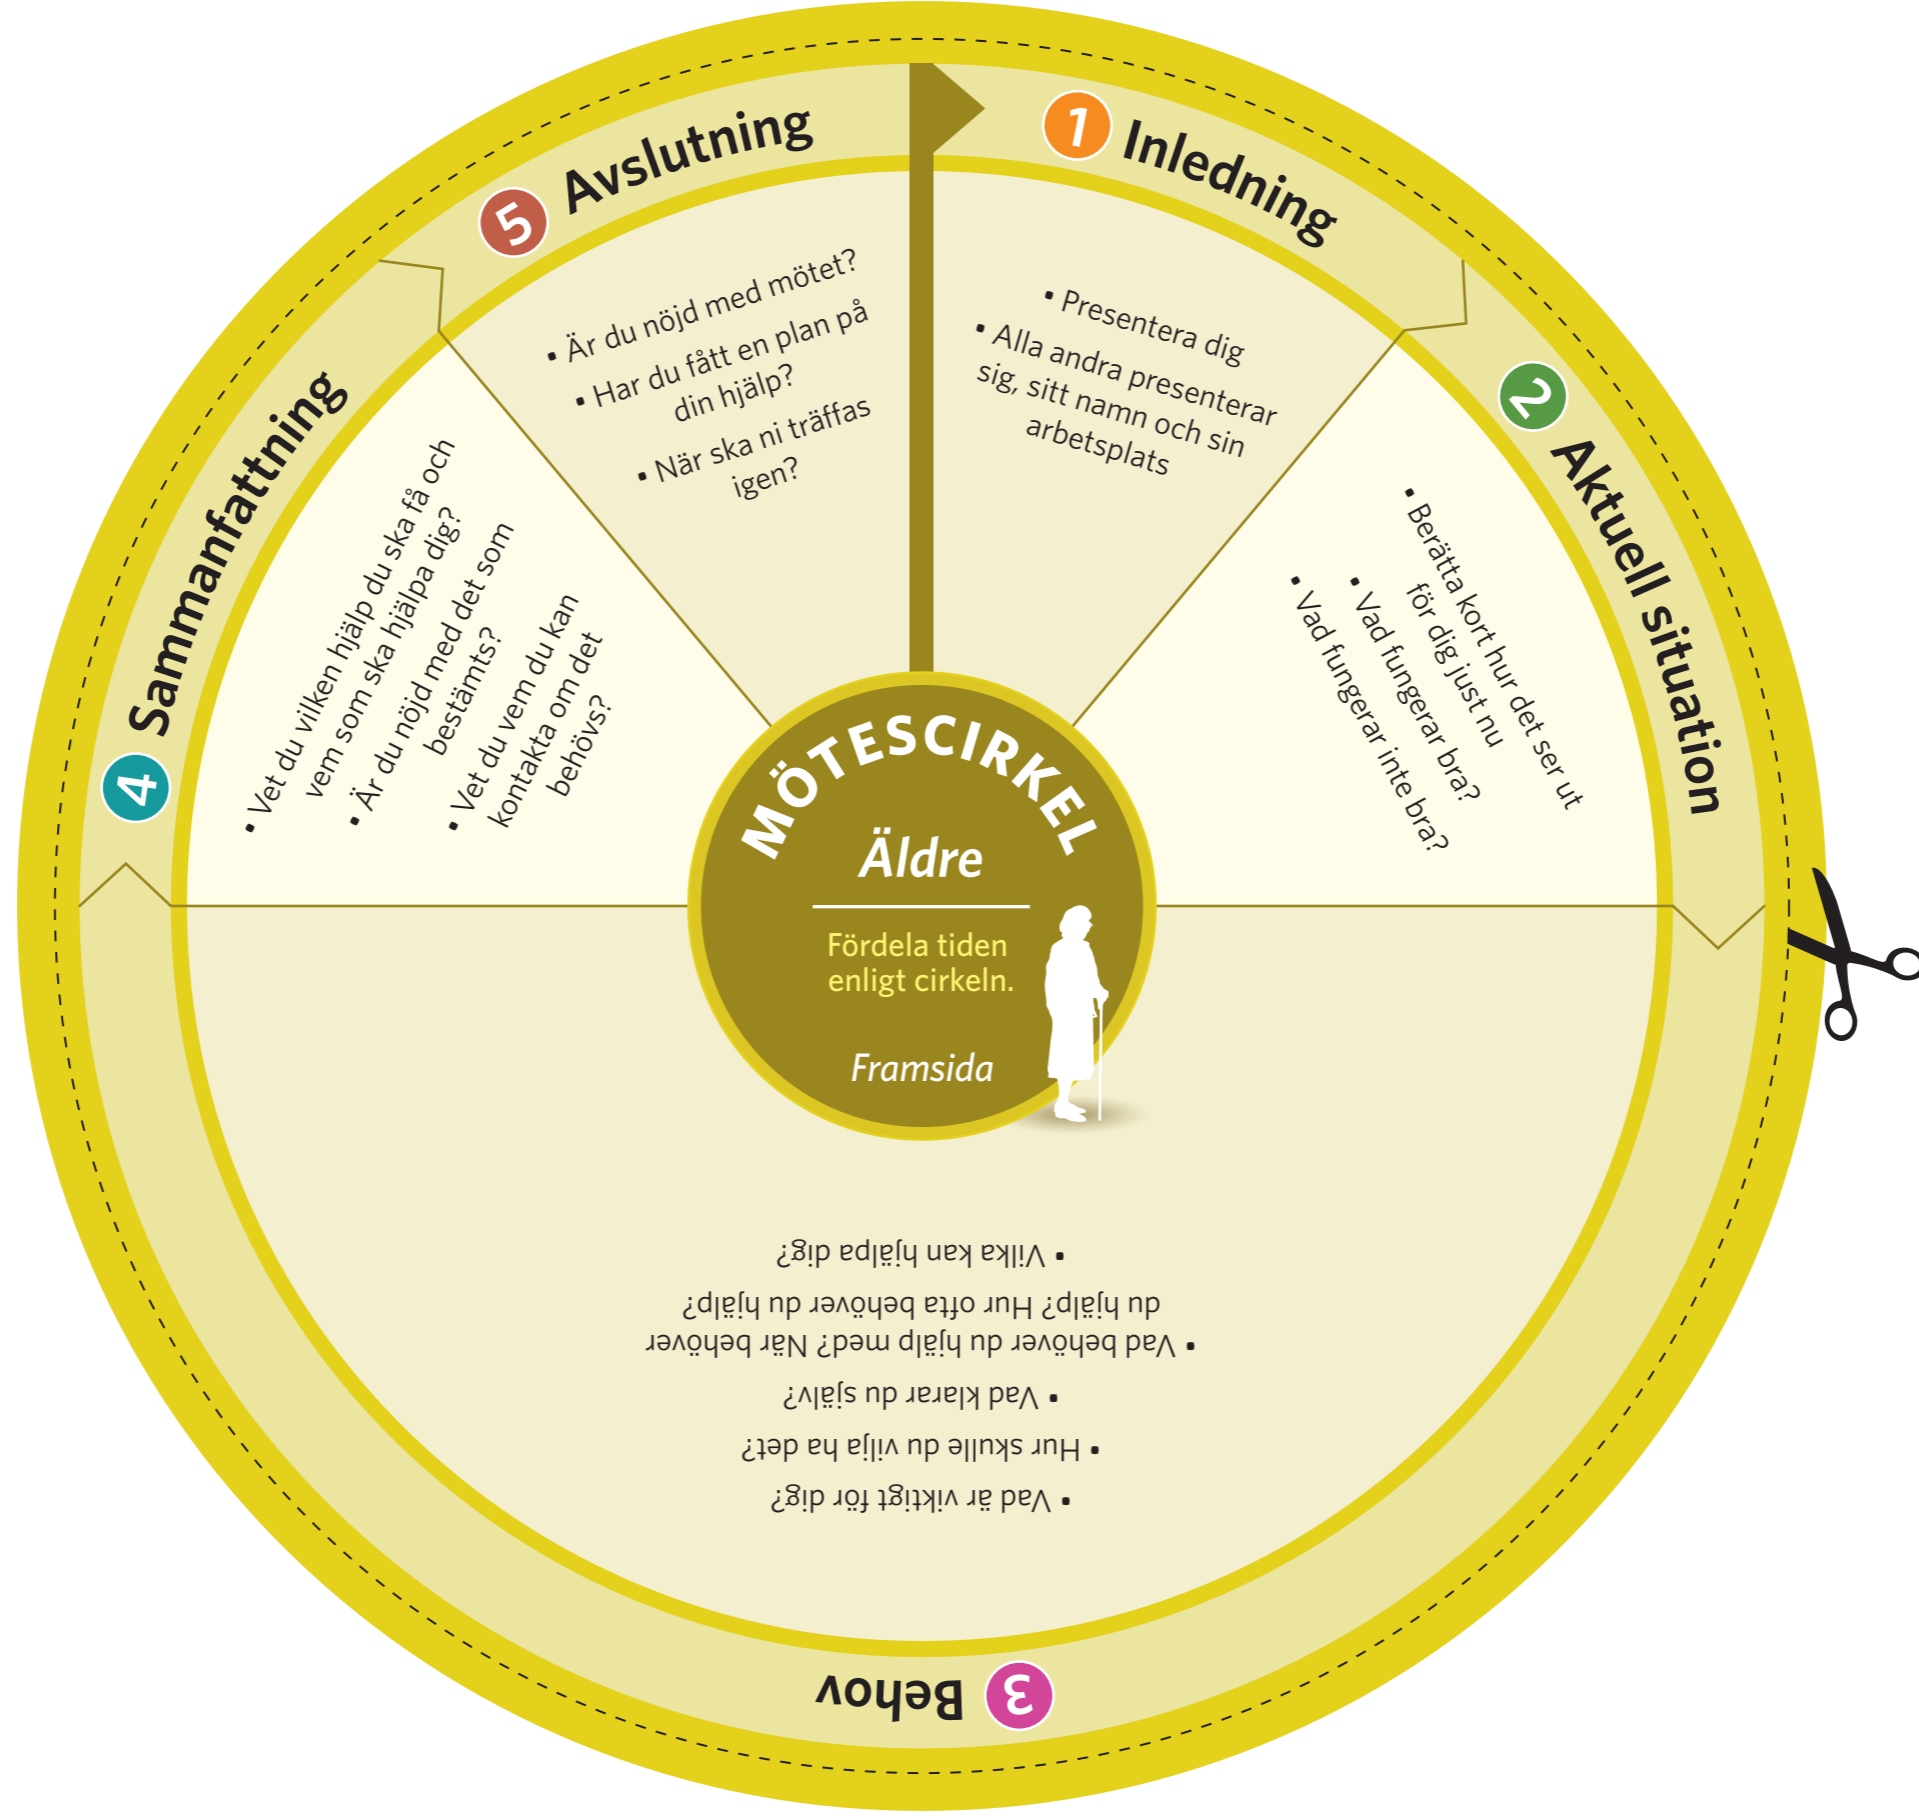 MÖTESCIRKEL
Äldre
Fördela tiden
enligt cirkeln.
Framsida
1 Inledning
• Presentera dig
• Alla andra presenterar
sig, sitt namn och sin
arbetsplats
2 Aktuell situation
• Berätta kort hur det ser ut
för dig just nu
• Vad fungerar bra?
• Vad fungerar inte bra?
3 Behov
• Vad är viktigt för dig?
• Hur skulle du vilja ha det?
• Vad klarar du själv?
• Vad behöver du hjälp med? När behöver
du hjälp? Hur ofta behöver du hjälp?
• Vilka kan hjälpa dig?
4 Sammanfattning
• Vet du vilken hjälp du ska få och
vem som ska hjälpa dig?
• Är du nöjd med det som
bestämts?
• Vet du vem du kan
kontakta om det
behövs?
5 Avslutning
• Är du nöjd med mötet?
• Har du fått en plan på
din hjälp?
• När ska ni träffas
igen?